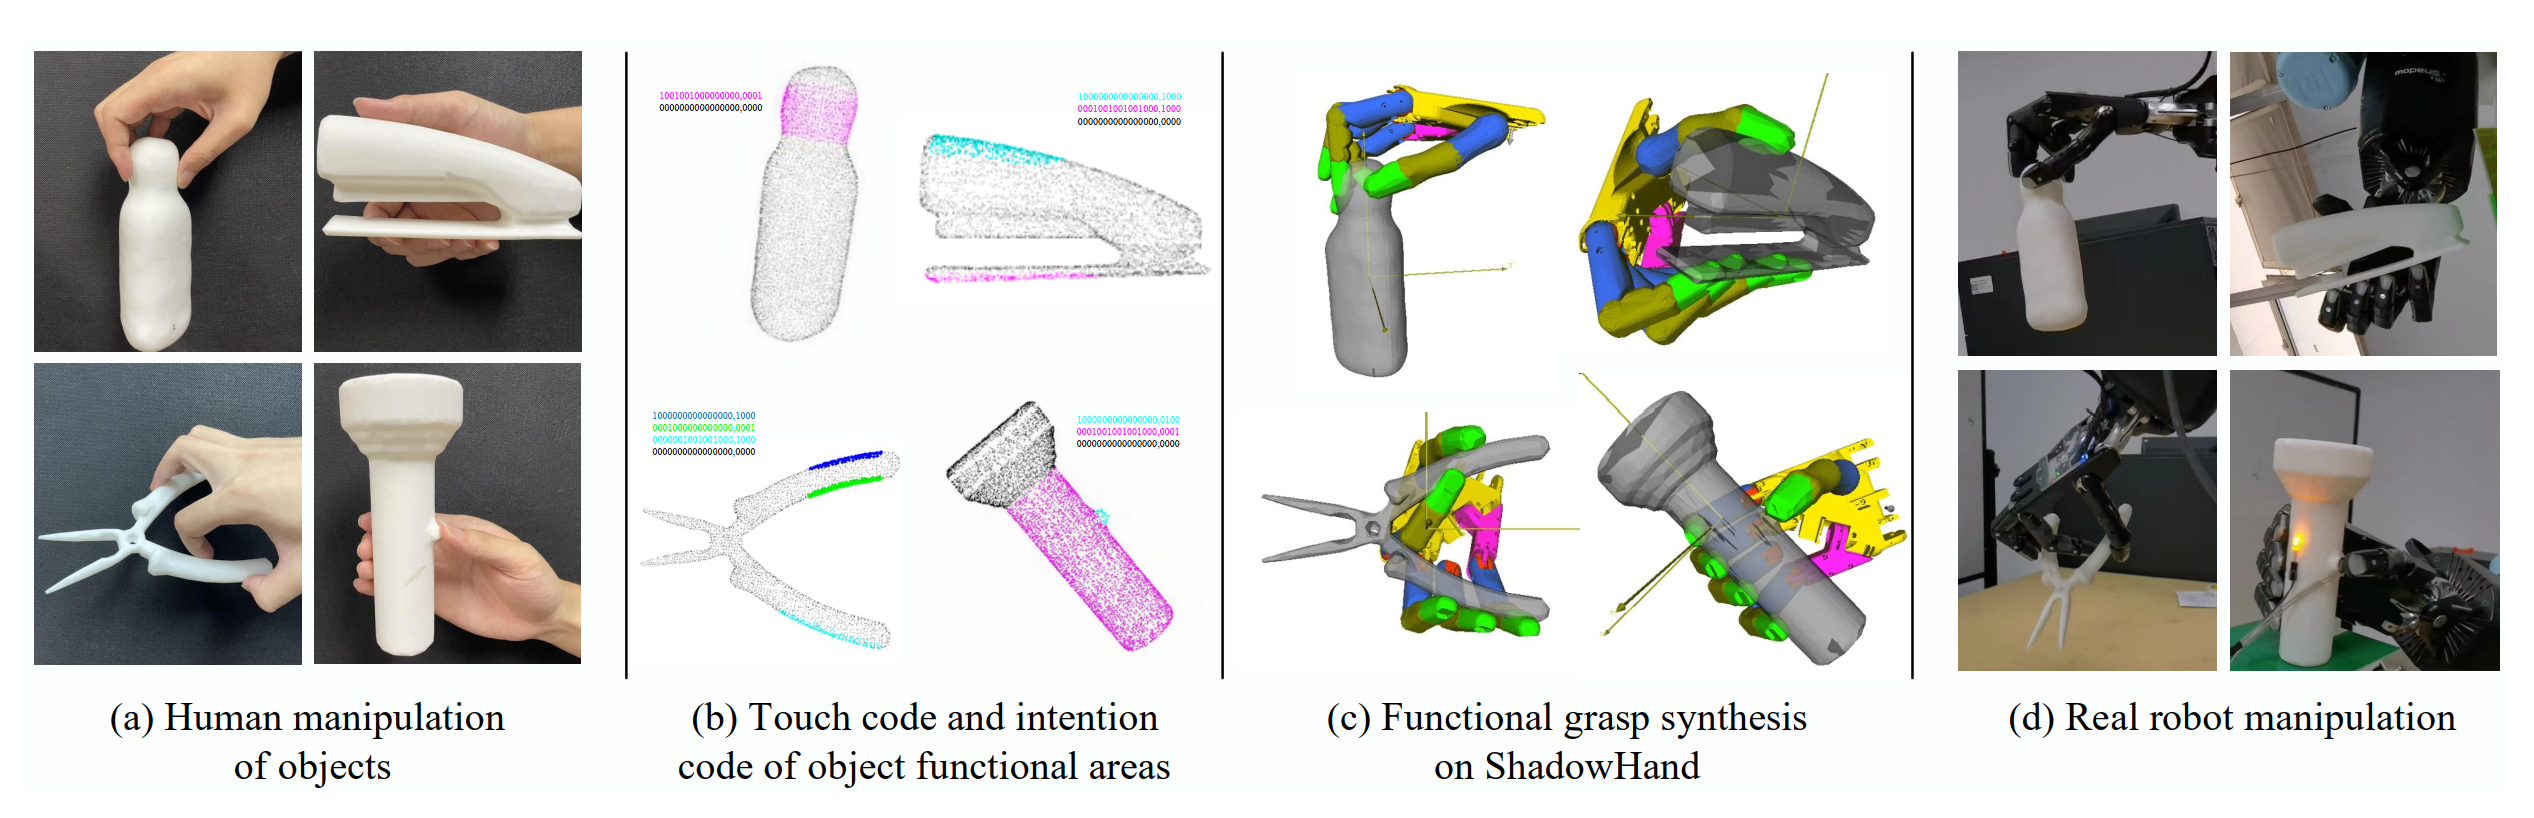 1001001000000000,0001
0000000000000000,0000
1000000000000000,1000
0001001001001000,1000
0000000000000000,0000
1000000000000000,1000
0001000000000000,0001
0000001001001000,1000
0000000000000000,0000
1000000000000000,0100
0001001001001000,0001
0000000000000000,0000
(a) Human manipulation
of objects
(b) Touch code and intention
code of object functional areas
(c) Functional grasp synthesis
on ShadowHand
(d) Real robot manipulation